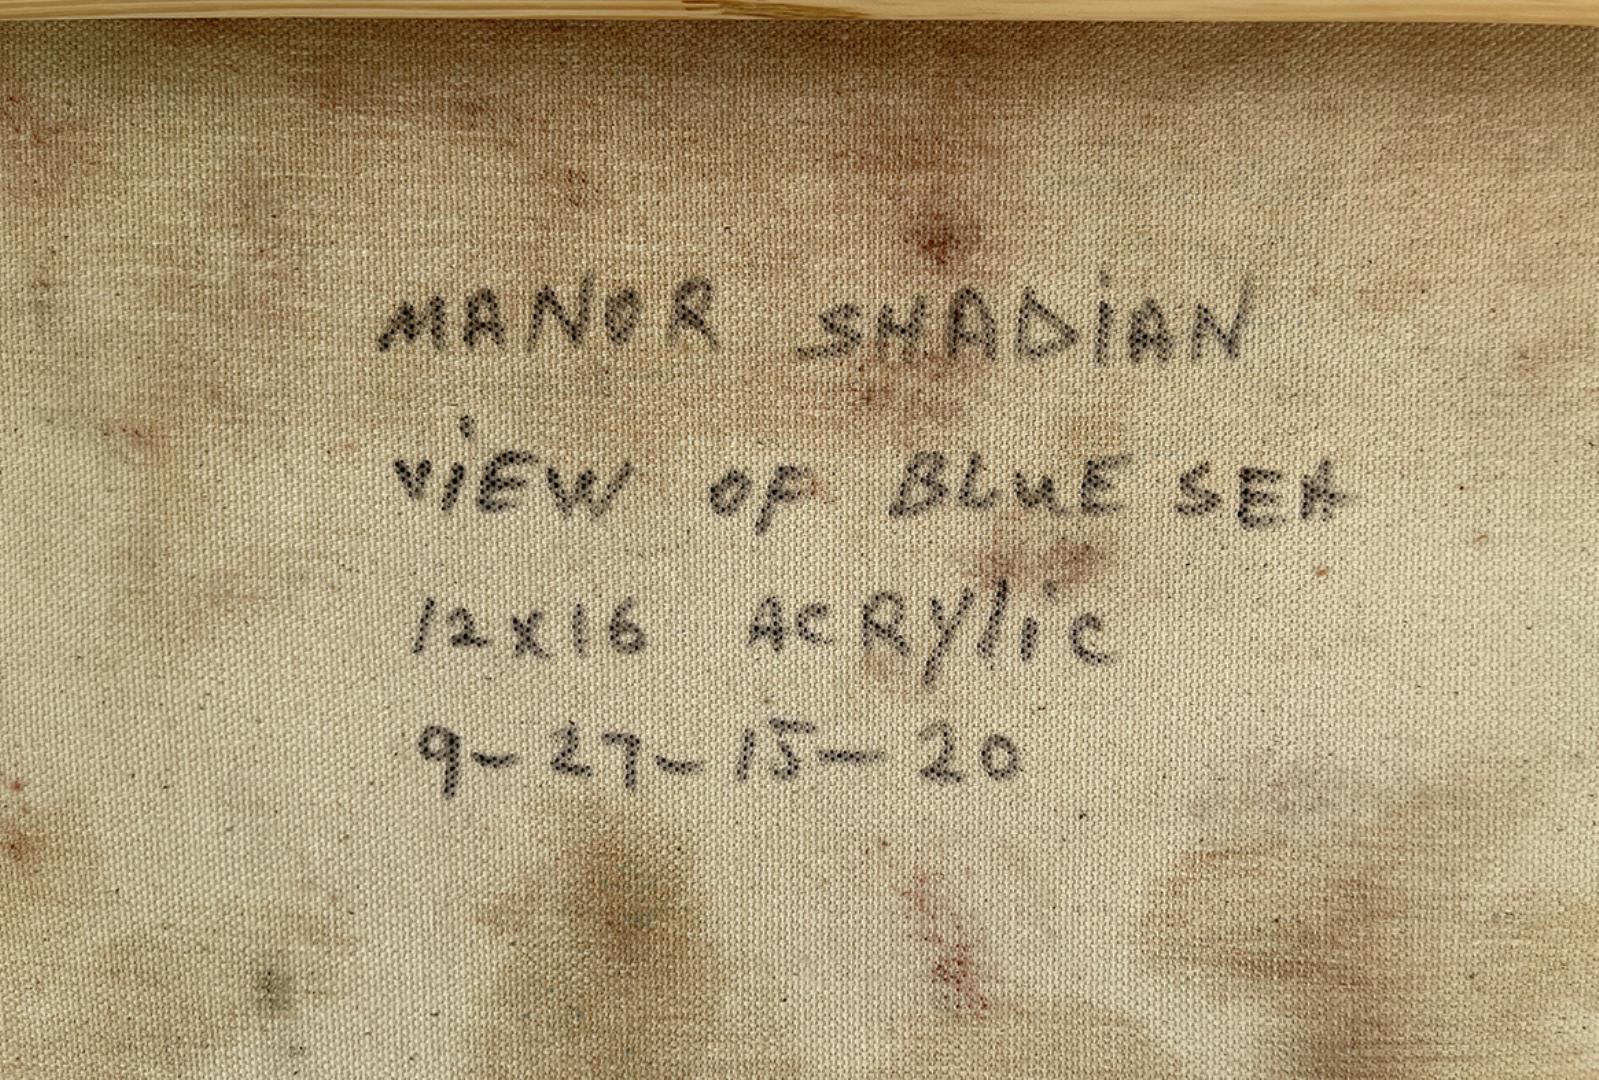 MANOR SHADiAN
ViEW OF BLUE SEA
12x16 ACRYliC
9-27-15-20